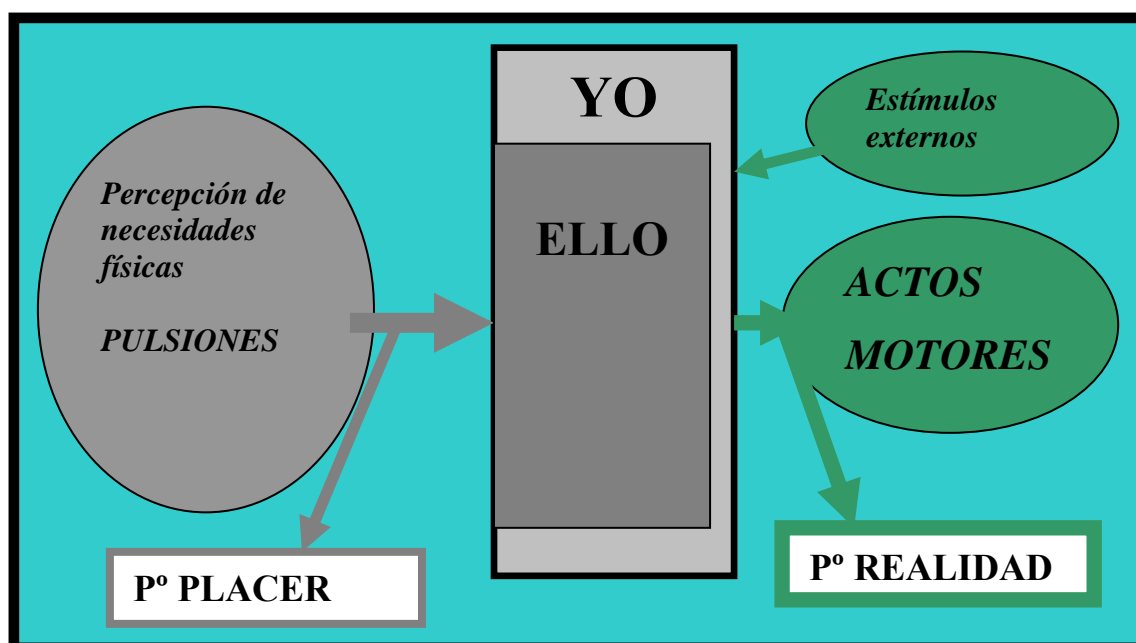 Percepción de
necesidades
físicas
PULSIONES
Pº PLACER
YO
ELLO
Estímulos
externos
ACTOS
MOTORES
Pº REALIDAD